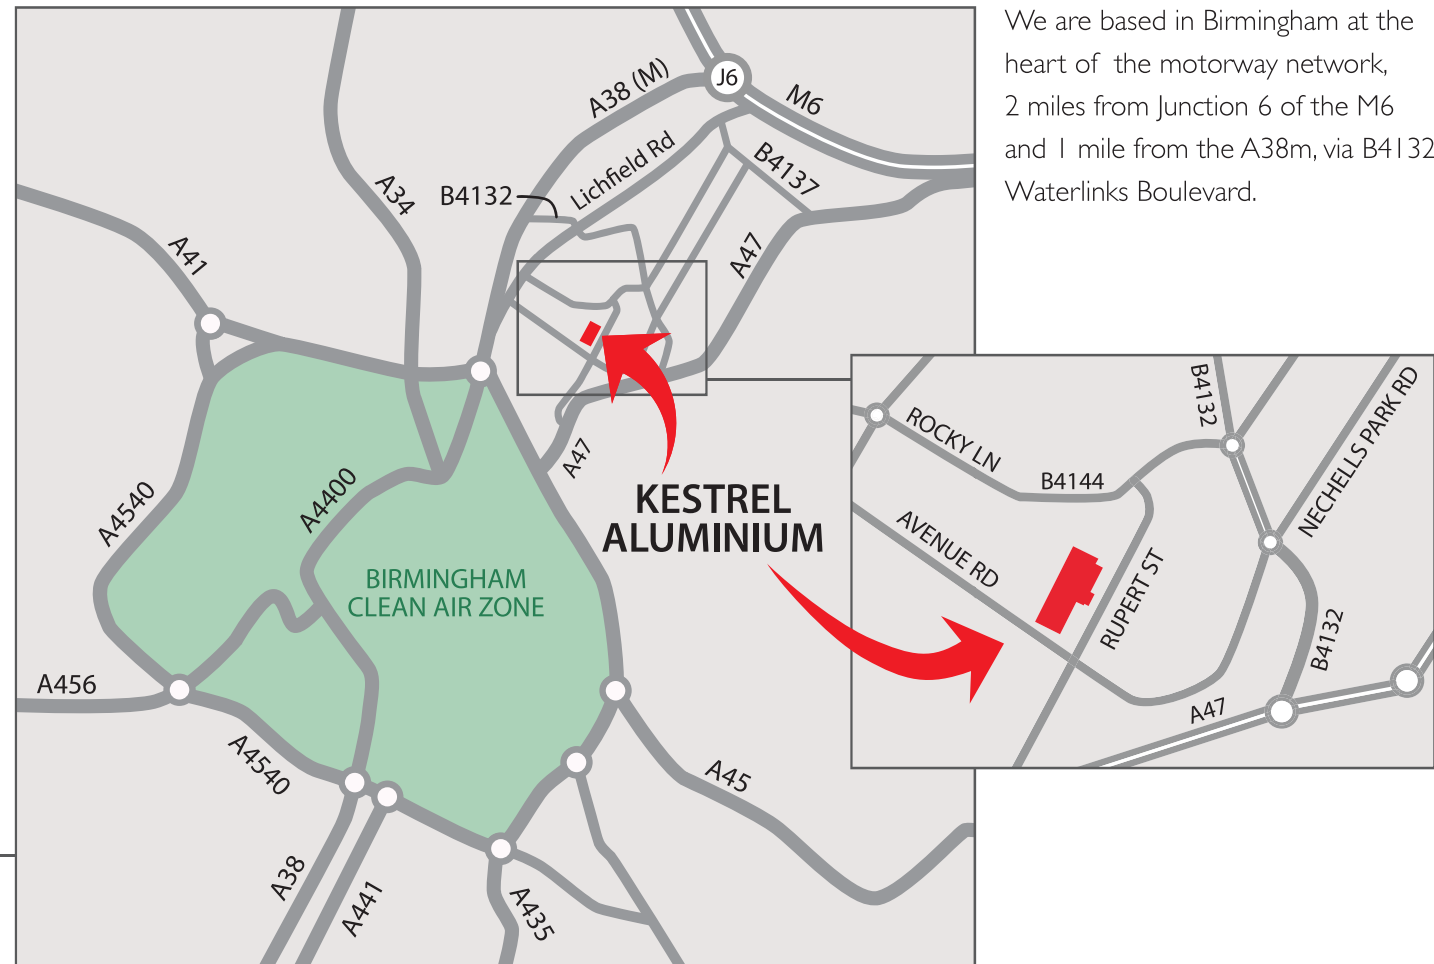 We are based in Birmingham at the
heart of the motorway network,
2 miles from Junction 6 of the M6
and 1 mile from the A38m, via B4132
Waterlinks Boulevard.
J6
M6
A38 (M)
Lichfield Rd
B4137
B4132
A34
A41
A47
A47
A4540
A4400
KESTREL
ALUMINIUM
BIRMINGHAM
CLEAN AIR ZONE
A456
A4540
A45
A38
A441
A435
B4132
NECHELLS PARK RD
ROCKY LN
B4144
AVENUE RD
RUPERT ST
B4132
A47